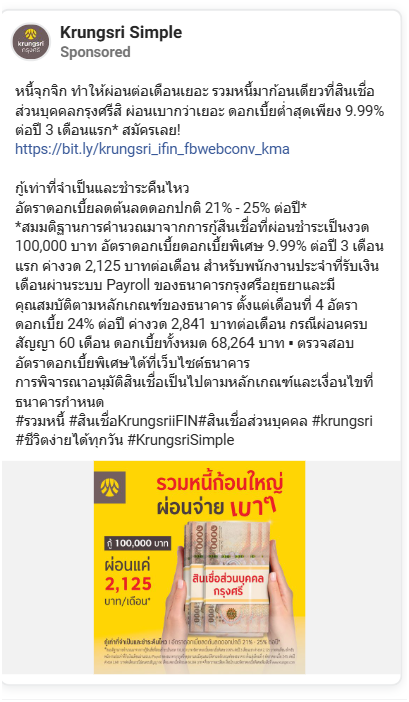 Krungsri Simple
Sponsored
krungsri
กรุงศรี
หนี้จุกจิก ทำให้ผ่อนต่อเดือนเยอะ รวมหนี้มาก้อนเดียวที่สินเชื่อ
ส่วนบุคคลกรุงศรีสิ ผ่อนเบากว่าเยอะ ดอกเบี้ยต่ำสุดเพียง 9.99%
ต่อปี 3 เดือนแรก* สมัครเลย!
https://bit.ly/krungsri_ifin_fbwebconv_kma
กู้เท่าที่จำเป็นและชำระคืนไหว
อัตราดอกเบี้ยลดต้นลดดอกปกติ 21% - 25% ต่อปี*
*สมมติฐานการคำนวณมาจากการกู้สินเชื่อที่ผ่อนชำระเป็นงวด
100,000 บาท อัตราดอกเบี้ยดอกเบี้ยพิเศษ 9.99% ต่อปี 3 เดือน
แรก ค่างวด 2,125 บาทต่อเดือน สำหรับพนักงานประจำที่รับเงิน
เดือนผ่านระบบ Payroll ของธนาคารกรุงศรีอยุธยาและมี
คุณสมบัติตามหลักเกณฑ์ของธนาคาร ตั้งแต่เดือนที่ 4 อัตรา
ดอกเบี้ย 24% ต่อปี ค่างวด 2,841 บาทต่อเดือน กรณีผ่อนครบ
สัญญา 60 เดือน ดอกเบี้ยทั้งหมด 68,264 บาท ▪ ตรวจสอบ
อัตราดอกเบี้ยพิเศษได้ที่เว็บไซต์ธนาคาร
การพิจารณาอนุมัติสินเชื่อเป็นไปตามหลักเกณฑ์และเงื่อนไขที่
ธนาคารกำหนด
#รวมหนี้ #สินเชื่อKrungsriiFIN#สินเชื่อส่วนบุคคล #krungsri
#ชีวิตง่ายได้ทุกวัน #KrungsriSimple
รวมหนี้ก้อนใหญ่
ผ่อนจ่าย เบาๆ
กู้ 100,000 บาท
ผ่อนแค่
2,125
บาท/เดือน*
สินเชื่อส่วนบุคคล
กรุงศรี
กู้เท่าที่จำเป็นและชำระคืนไหว | อัตราดอกเบี้ยลดต้นลดดอกปกติ 21% - 25% ต่อปี*